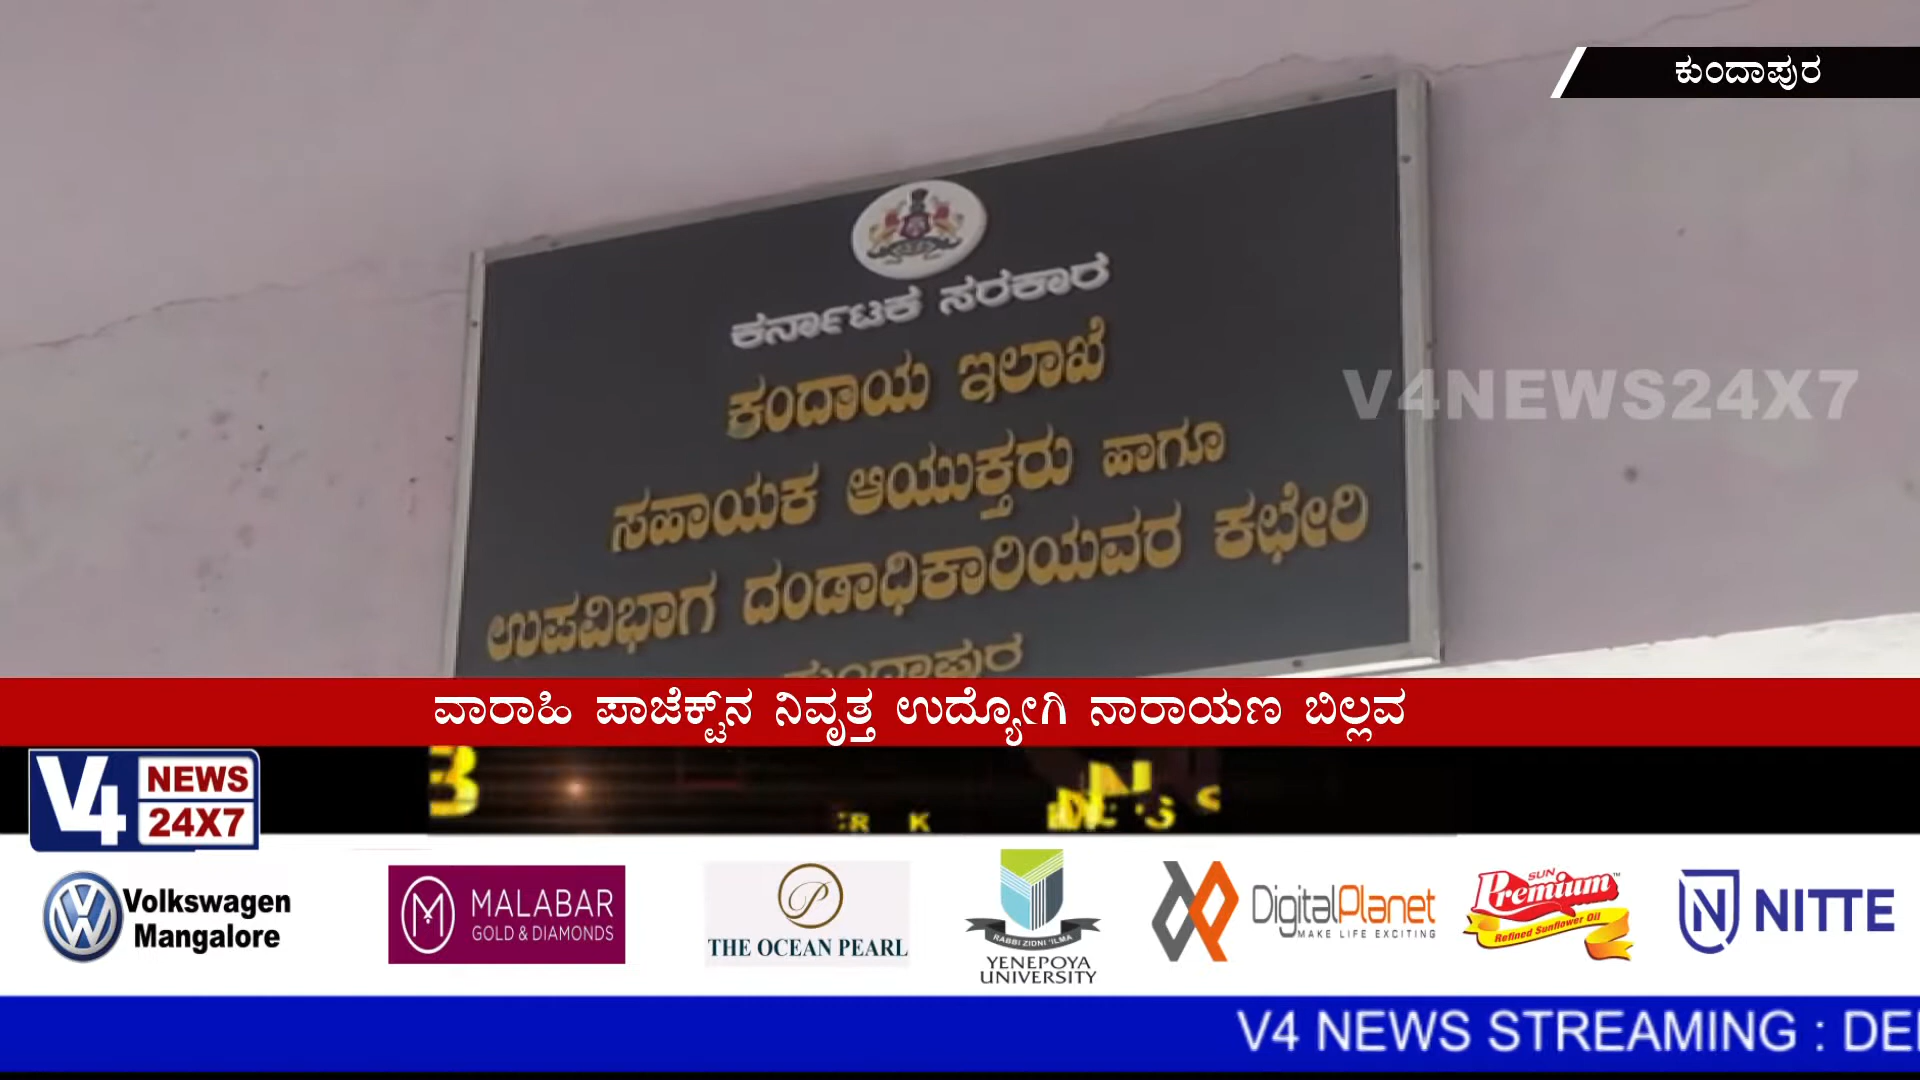 ಕುಂದಾಪುರ
ಕರ್ನಾಟಕ ಸರಕಾರ
ಕಂದಾಯ ಇಲಾಖೆ
ಸಹಾಯಕ ಆಯುಕ್ತರು ಹಾಗೂ
ಉಪವಿಭಾಗ ದಂಡಾಧಿಕಾರಿಯವರ ಕಛೇರಿ
ಕುಂದಾಪುರ
V4NEWS24X7
ವಾರಾಹಿ ಪಾಜೆಕ್ಟ್‌ನ ನಿವೃತ್ತ ಉದ್ಯೋಗಿ ನಾರಾಯಣ ಬಿಲ್ಲವ
V4 NEWS 24X7
Volkswagen Mangalore
MALABAR GOLD & DIAMONDS
P THE OCEAN PEARL
RABBI ZIDNI 'ILMA YENEPOYA UNIVERSITY
DigitalPlanet MAKE LIFE EXCITING
SUN Premium Refined Sunflower Oil
N NITTE
V4 NEWS STREAMING :